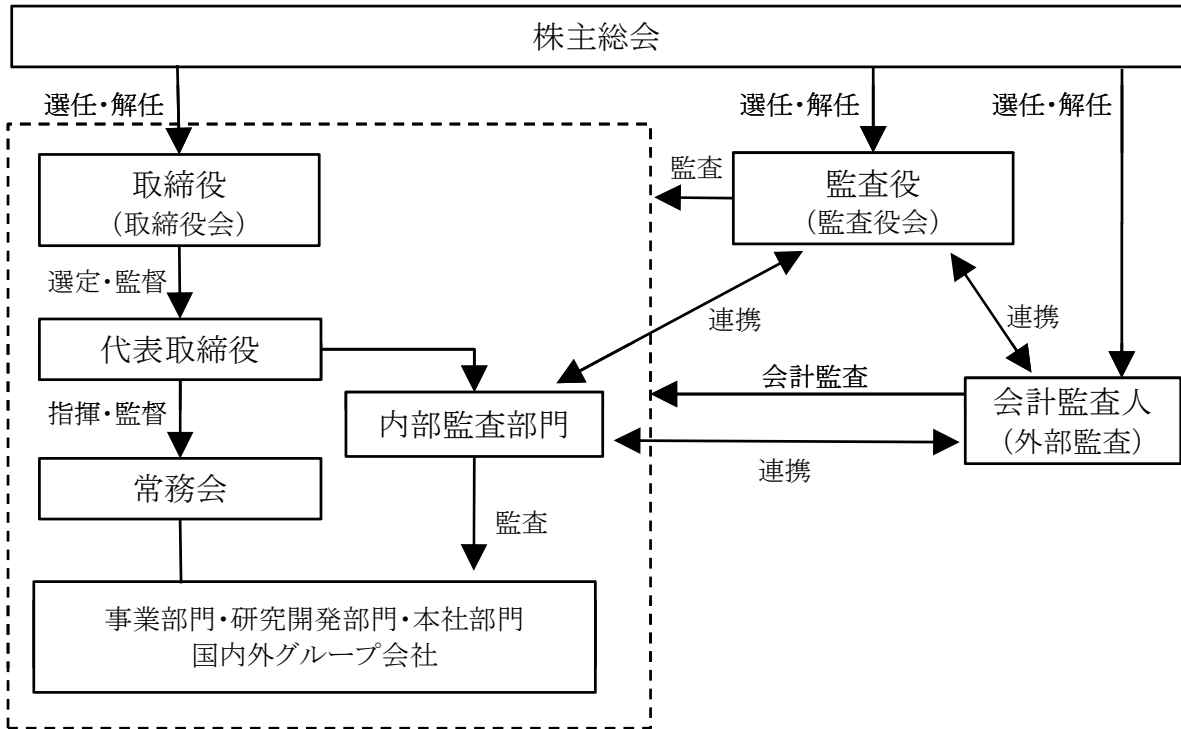 株主総会
選任・解任
選任・解任
選任・解任
取締役
（取締役会）
監査
監査役
（監査役会）
選定・監督
連携
連携
代表取締役
会計監査
会計監査人
（外部監査）
指揮・監督
内部監査部門
連携
常務会
監査
事業部門・研究開発部門・本社部門
国内外グループ会社